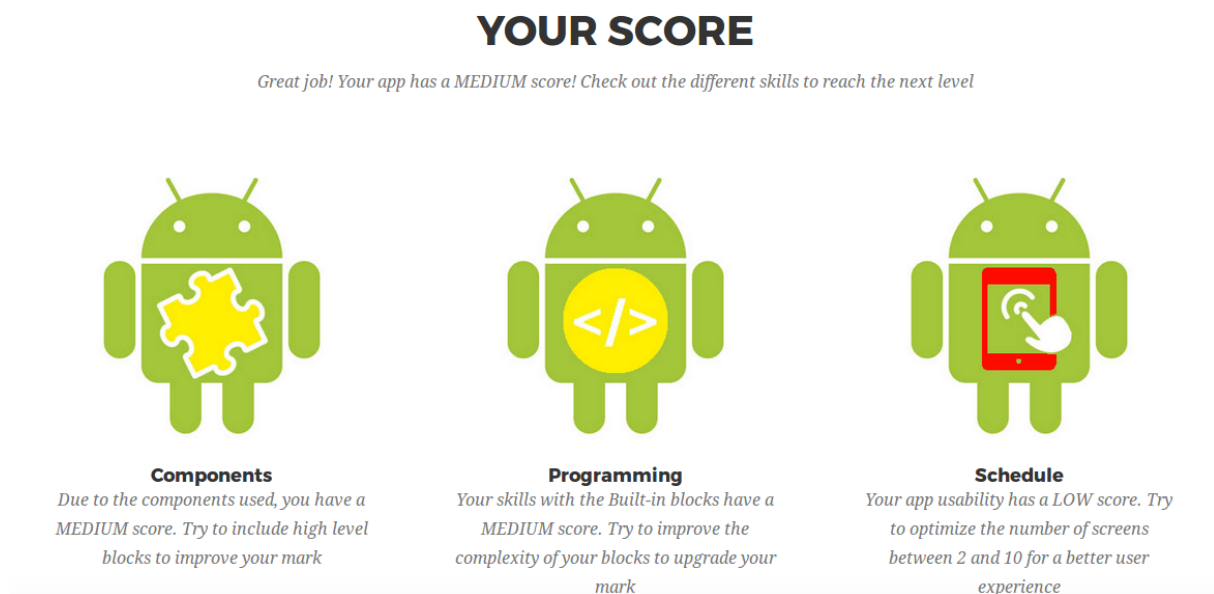 YOUR SCORE
Great job! Your app has a MEDIUM score! Check out the different skills to reach the next level
</>
Components
Due to the components used, you have a
MEDIUM score. Try to include high level
blocks to improve your mark
Programming
Your skills with the Built-in blocks have a
MEDIUM score. Try to improve the
complexity of your blocks to upgrade your
mark
Schedule
Your app usability has a LOW score. Try
to optimize the number of screens
between 2 and 10 for a better user
experience